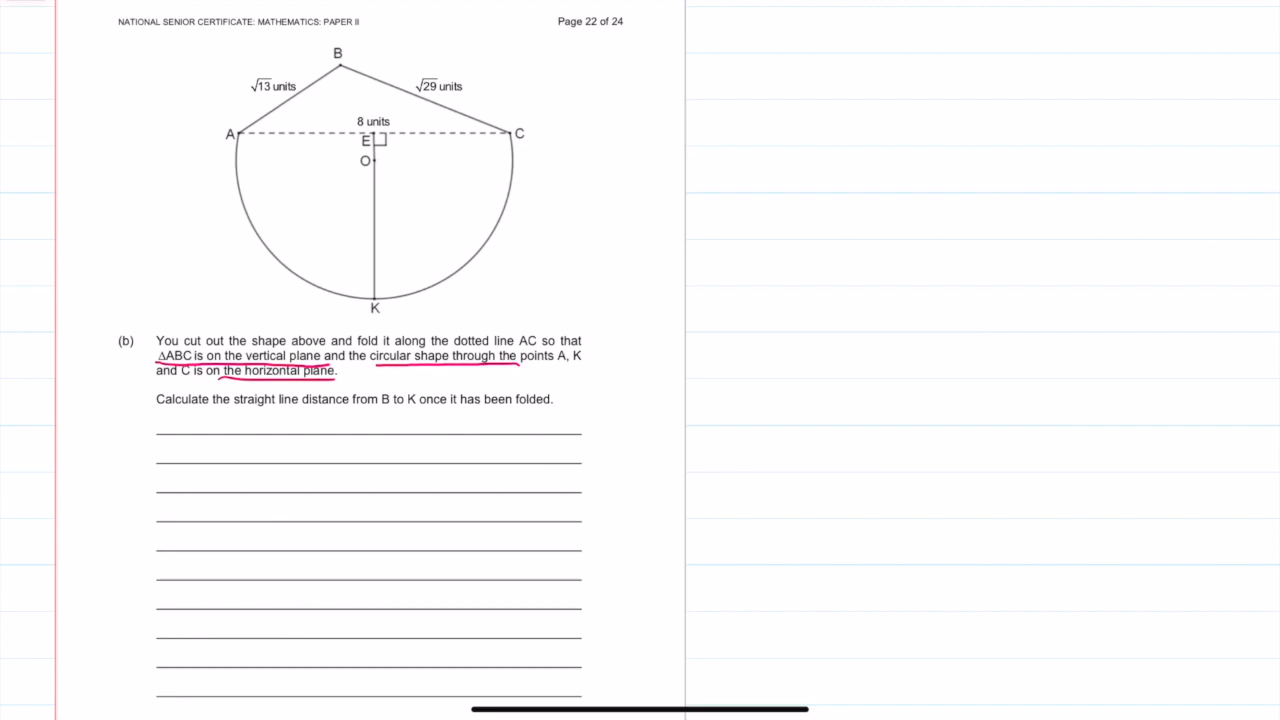 NATIONAL SENIOR CERTIFICATE: MATHEMATICS: PAPER II
Page 22 of 24
B
√13 units
√29 units
8 units
A
E
C
O
K
(b) You cut out the shape above and fold it along the dotted line AC so that
ΔABC is on the vertical plane and the circular shape through the points A, K
and C is on the horizontal plane.
Calculate the straight line distance from B to K once it has been folded.